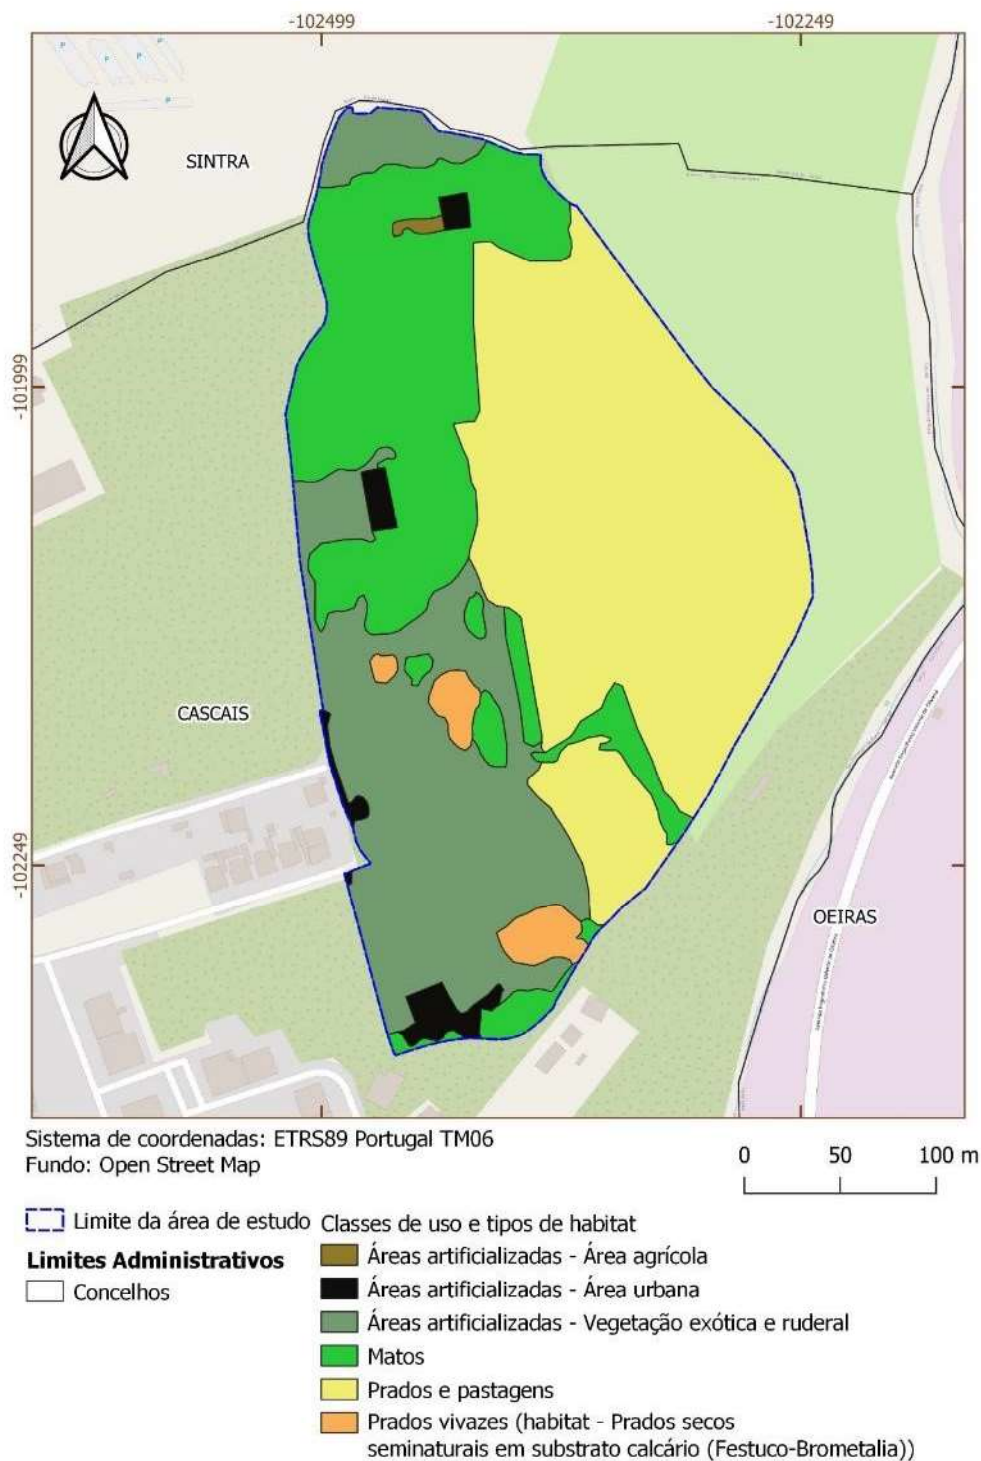 -102499
-102249
P
P
P
P
P
SINTRA
-101999
CASCAIS
-102249
OEIRAS
Sistema de coordenadas: ETRS89 Portugal TM06
Fundo: Open Street Map
0 50 100 m
Limite da área de estudo
Limites Administrativos
Concelhos
Classes de uso e tipos de habitat
Áreas artificializadas - Área agrícola
Áreas artificializadas - Área urbana
Áreas artificializadas - Vegetação exótica e ruderal
Matos
Prados e pastagens
Prados vivazes (habitat - Prados secos
seminaturais em substrato calcário (Festuco-Brometalia))